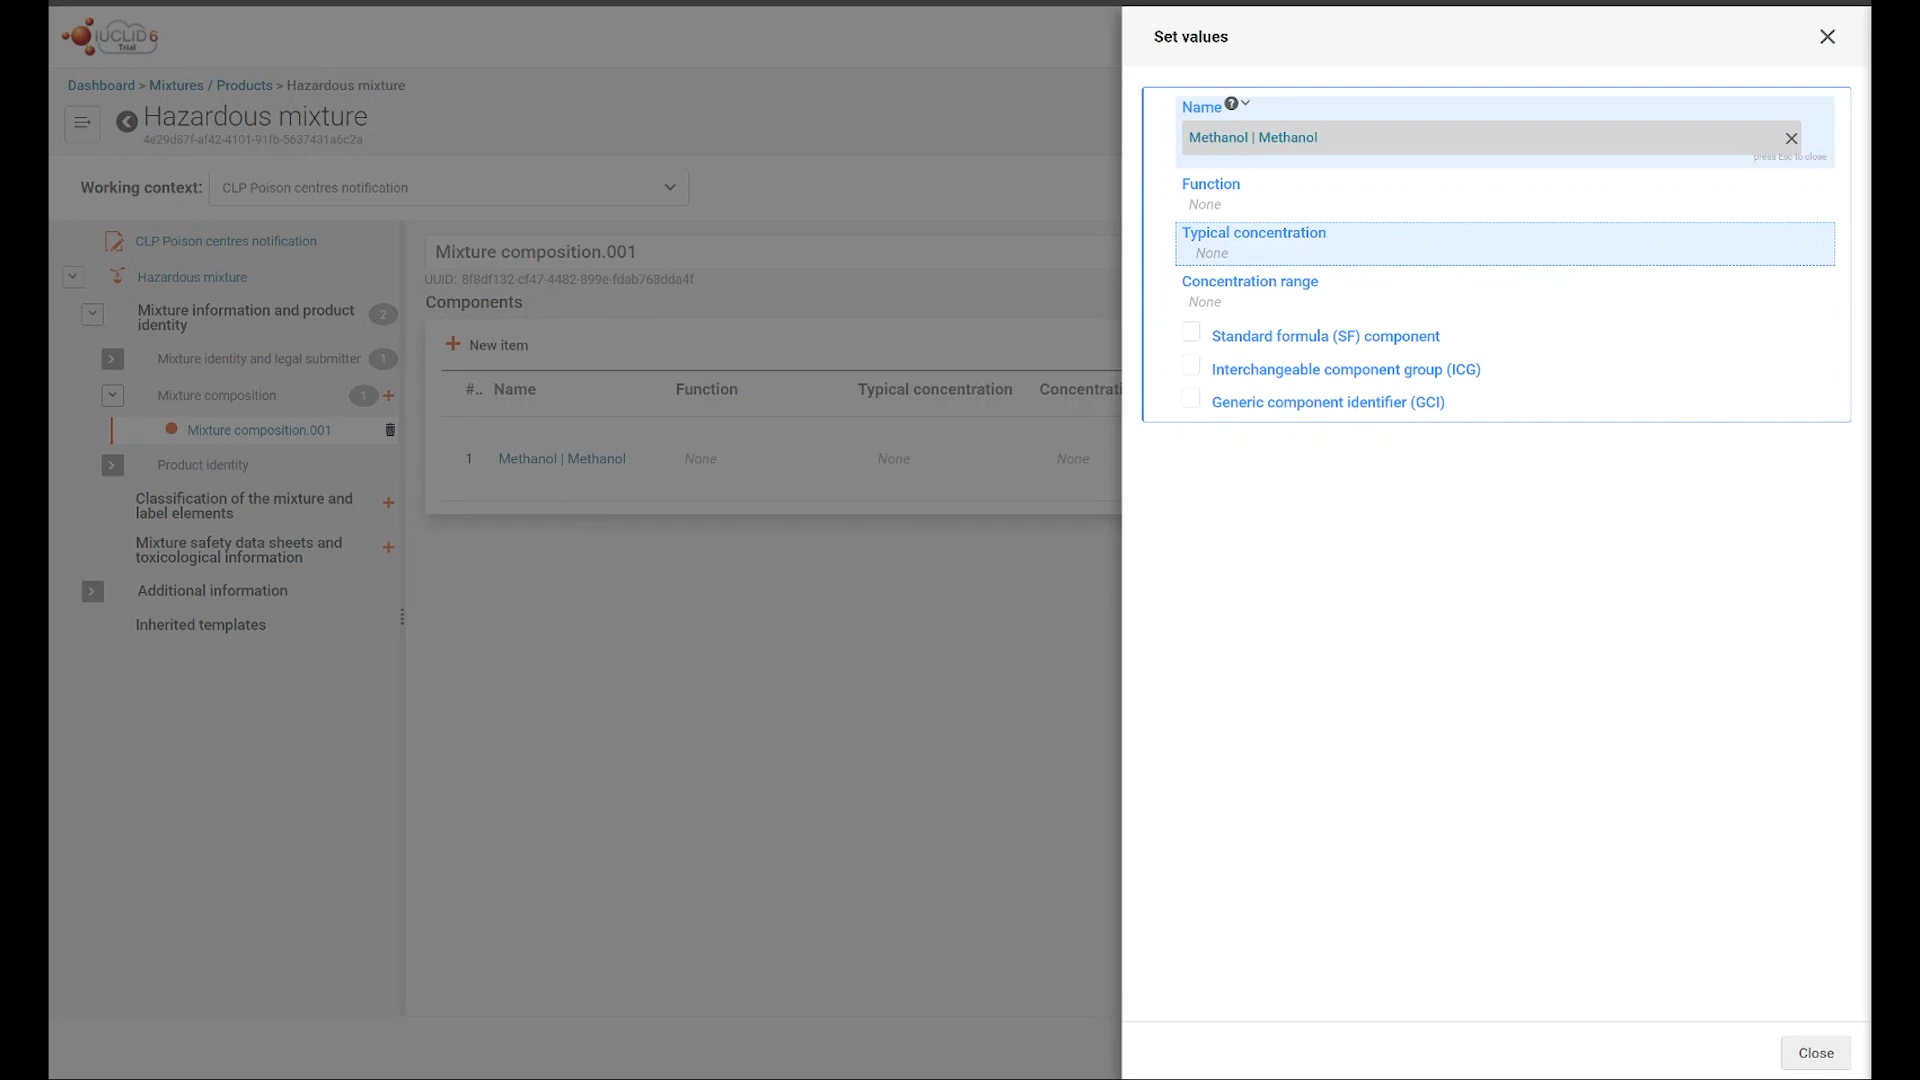 IUCLID 6
Trial
Dashboard > Mixtures / Products > Hazardous mixture
Hazardous mixture
4e29d87f-af42-4101-91fb-5637431a6c2a
Working context:
CLP Poison centres notification
CLP Poison centres notification
Hazardous mixture
Mixture information and product
identity
2
Mixture identity and legal submitter
1
Mixture composition
1
Mixture composition.001
Product identity
Classification of the mixture and
label elements
Mixture safety data sheets and
toxicological information
Additional information
Inherited templates
Mixture composition.001
UUID: 8f8df132-cf47-4482-899e-fdab768dda4f
Components
New item
#.. Name Function Typical concentration Concentrati
1 Methanol | Methanol None None None
Set values
Name
Methanol | Methanol
press Esc to close
Function
None
Typical concentration
None
Concentration range
None
Standard formula (SF) component
Interchangeable component group (ICG)
Generic component identifier (GCI)
Close